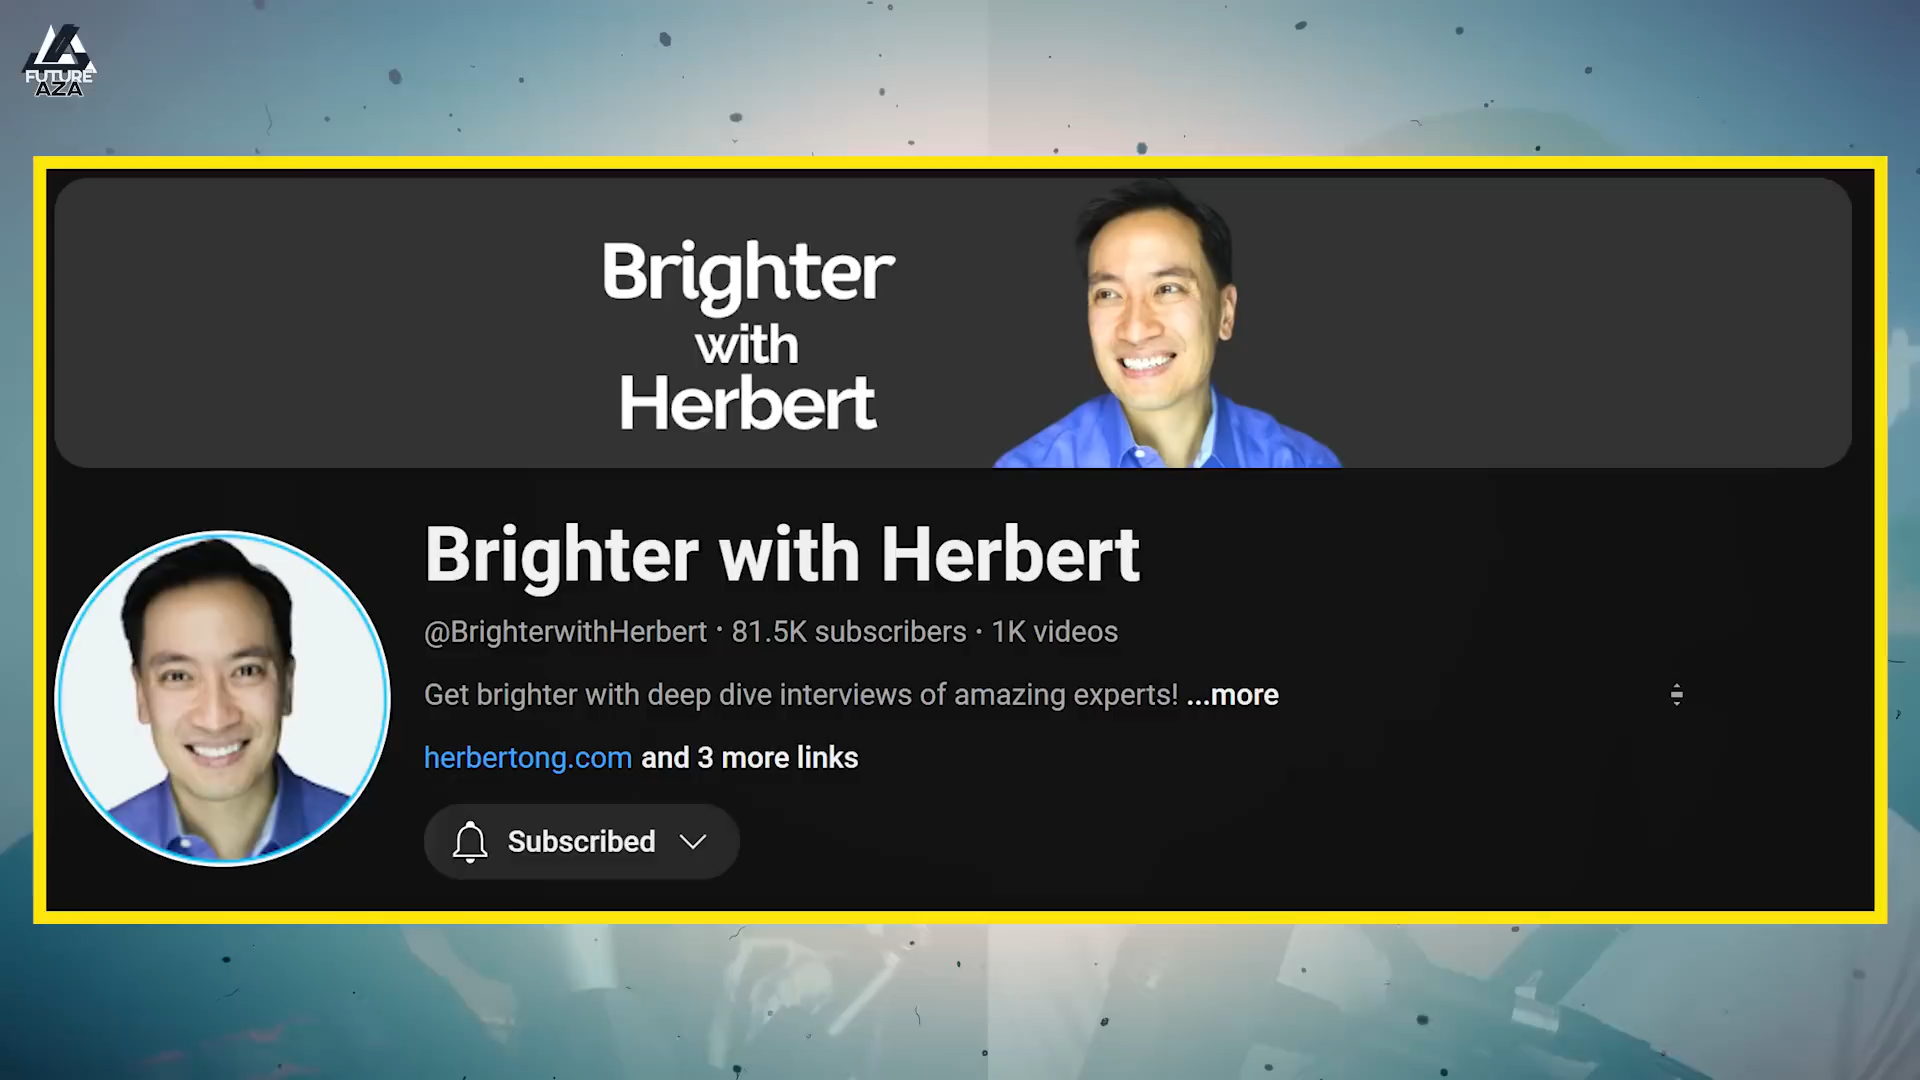 FUTURE
AZA
Brighter
with
Herbert
Brighter with Herbert
@BrighterwithHerbert · 81.5K subscribers · 1K videos
Get brighter with deep dive interviews of amazing experts! ...more
herbertong.com and 3 more links
Subscribed